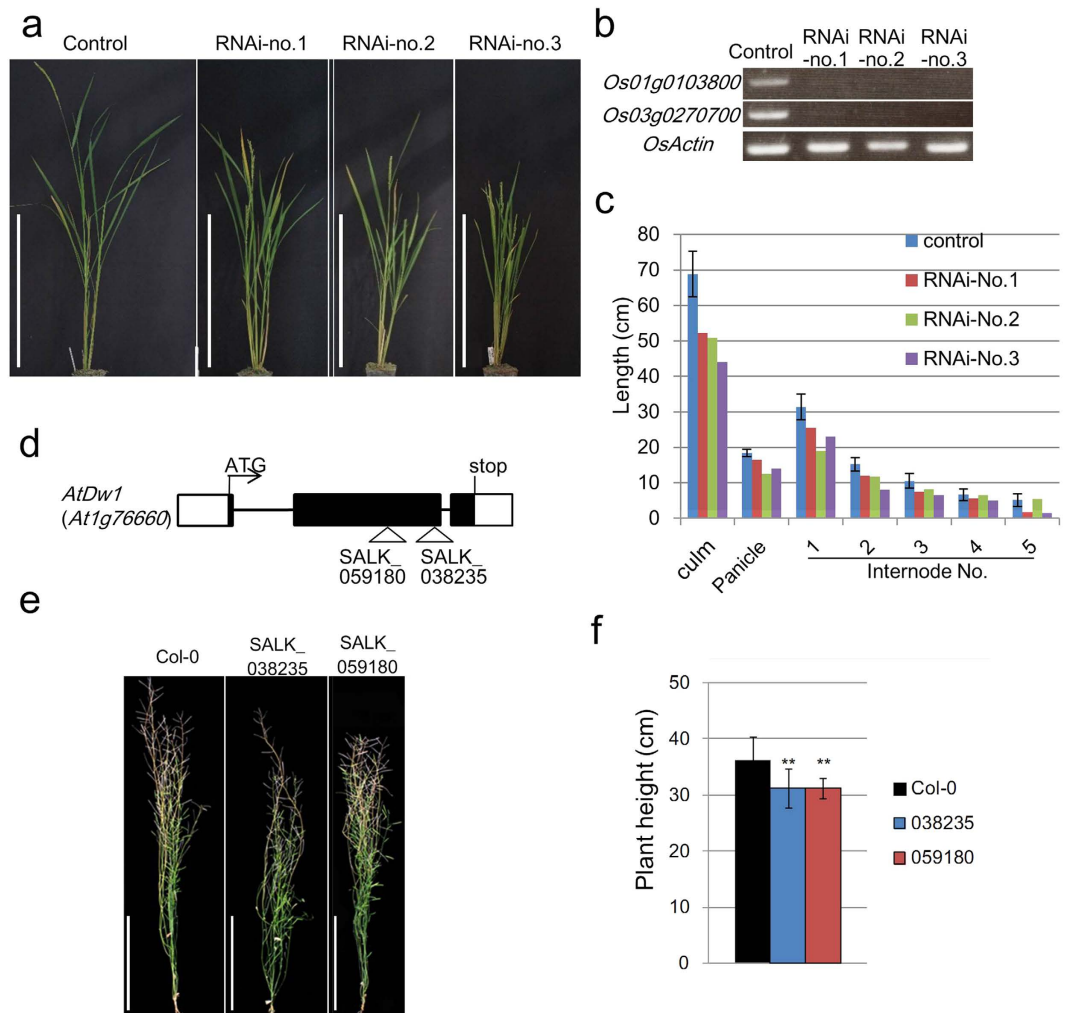 a
Control
RNAi-no.1
RNAi-no.2
RNAi-no.3
b
Control
RNAi
-no.1
RNAi
-no.2
RNAi
-no.3
Os01g0103800
Os03g0270700
OsActin
c
Length (cm)
80
70
60
50
40
30
20
10
0
control
RNAi-No.1
RNAi-No.2
RNAi-No.3
culm
Panicle
1
2
3
4
5
Internode No.
d
AtDw1
(At1g76660)
ATG
stop
SALK_
059180
SALK_
038235
e
Col-0
SALK_
038235
SALK_
059180
f
Plant height (cm)
50
40
30
20
10
0
**
**
Col-0
038235
059180